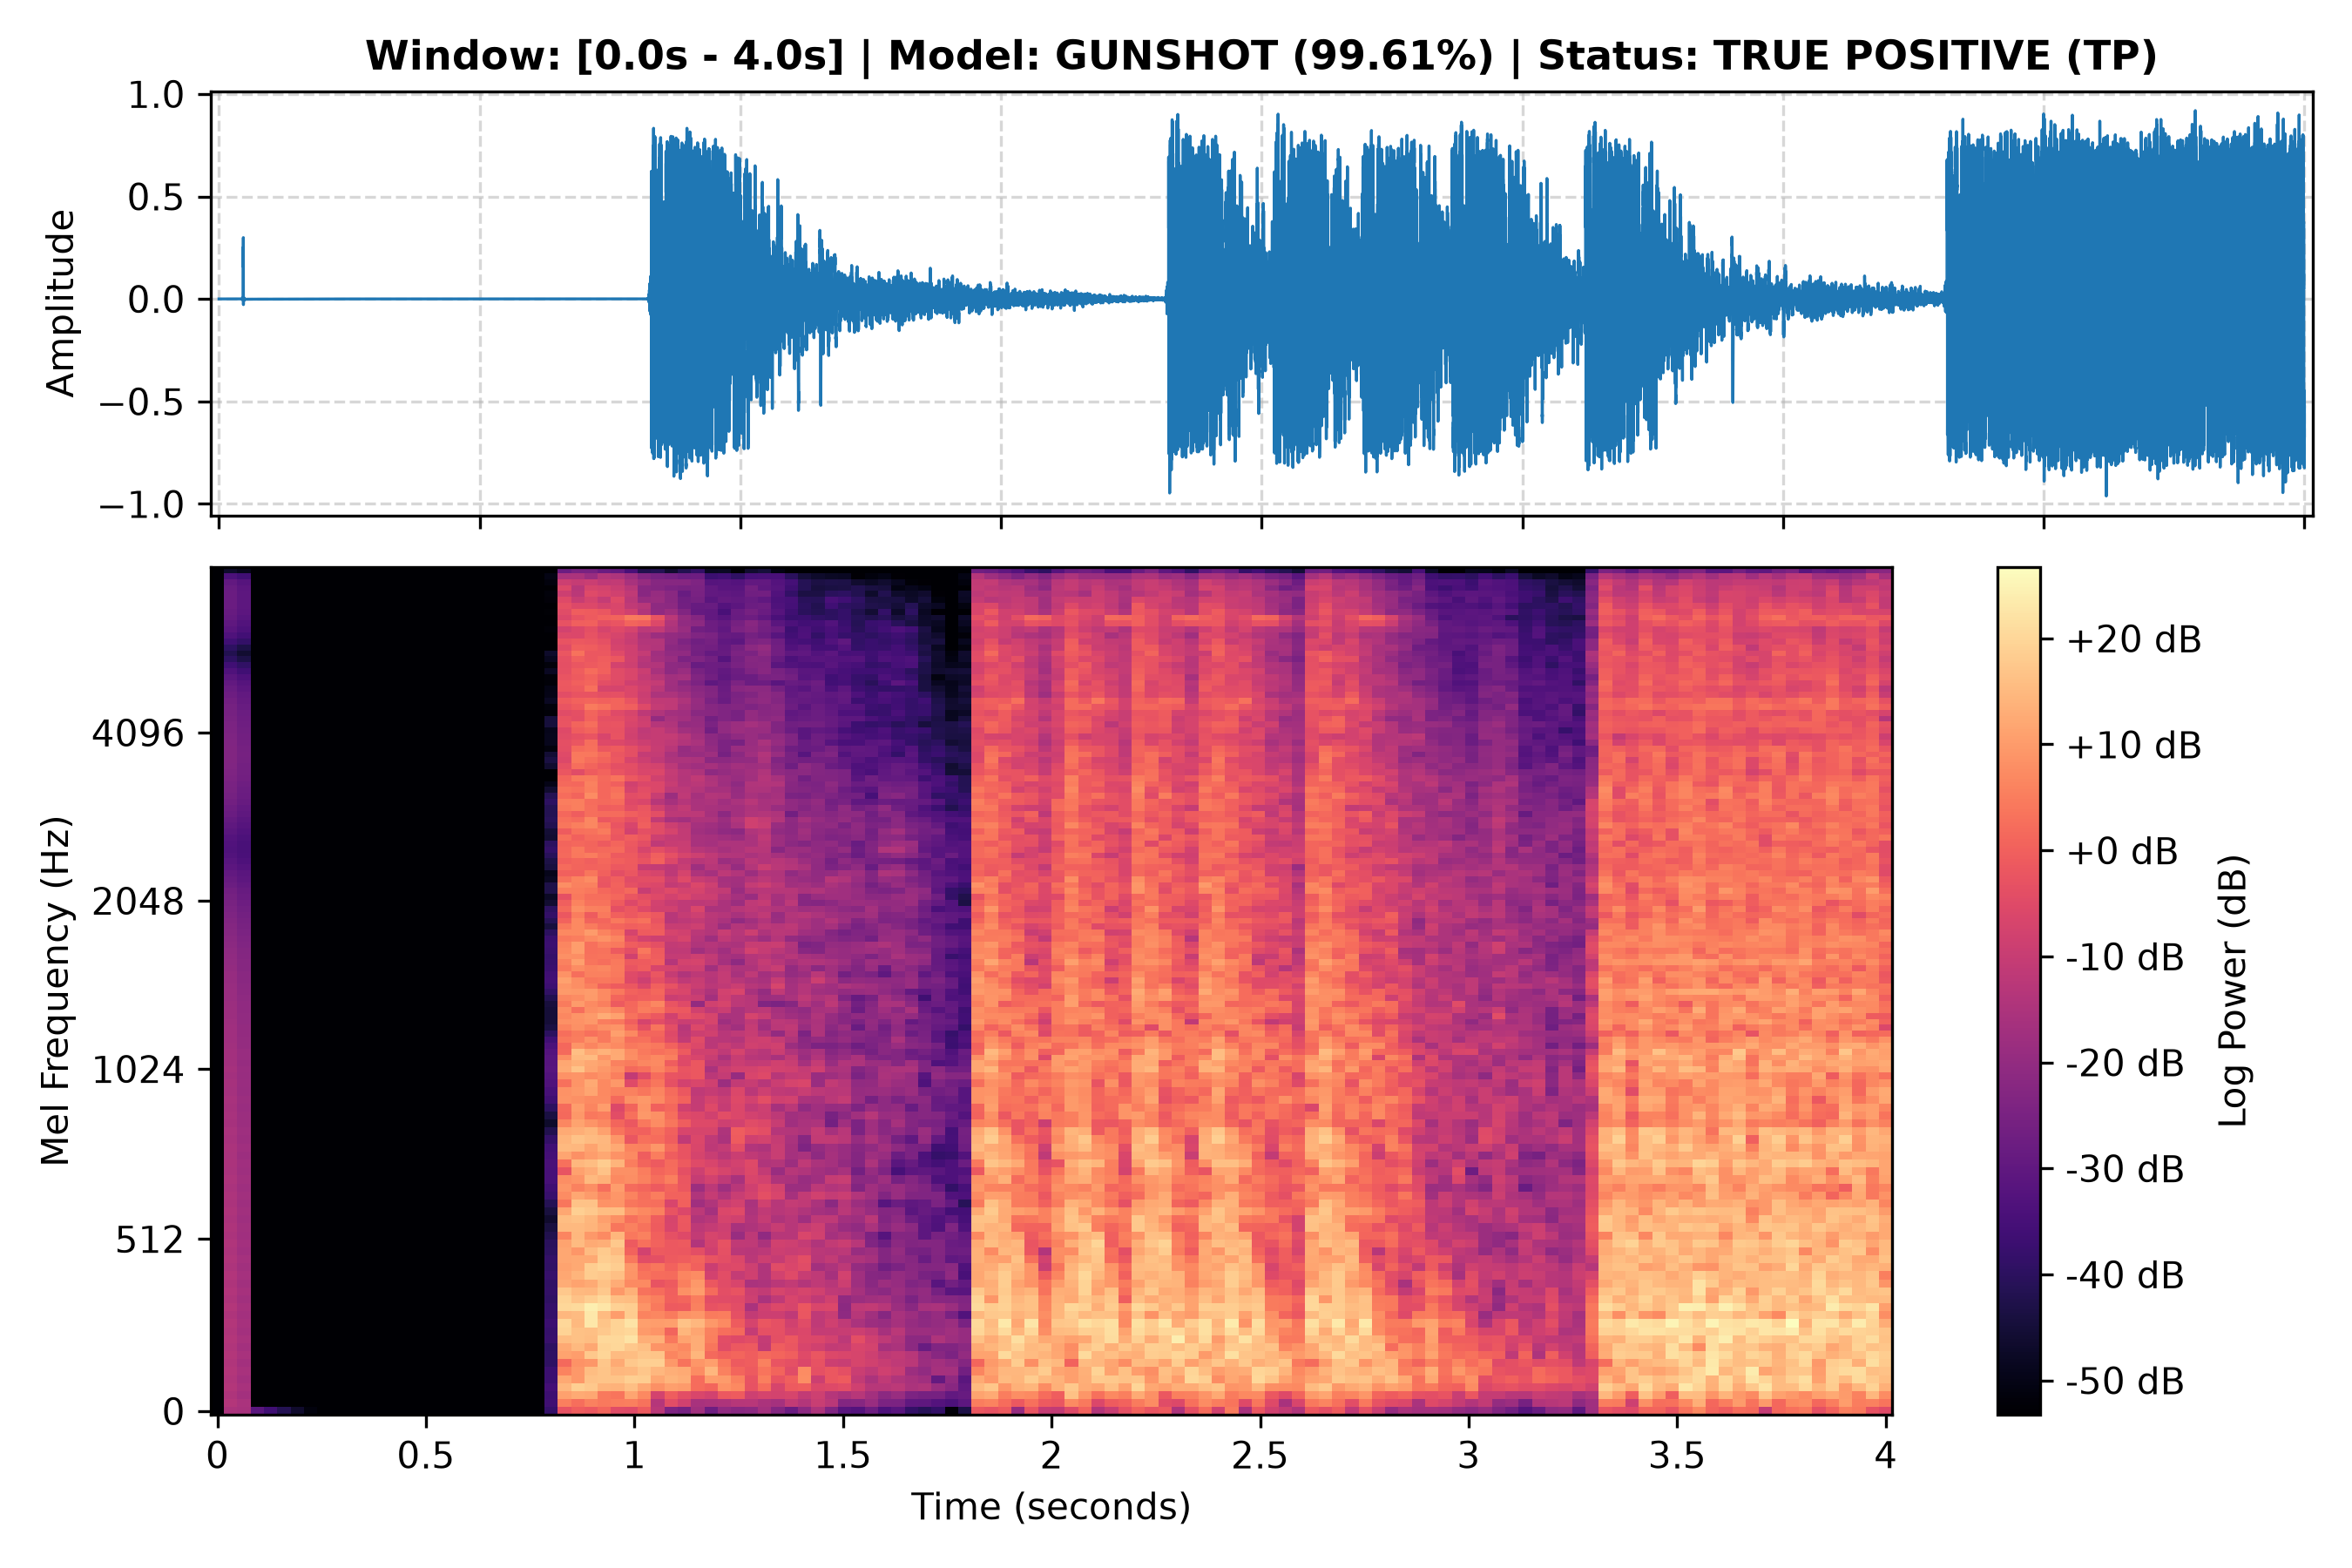 Window: [0.0s - 4.0s] | Model: GUNSHOT (99.61%) | Status: TRUE POSITIVE (TP)
1.0
0.5
0.0
−0.5
−1.0
Amplitude
4096
2048
1024
512
0
Mel Frequency (Hz)
0 0.5 1 1.5 2 2.5 3 3.5 4
Time (seconds)
+20 dB
+10 dB
+0 dB
-10 dB
-20 dB
-30 dB
-40 dB
-50 dB
Log Power (dB)